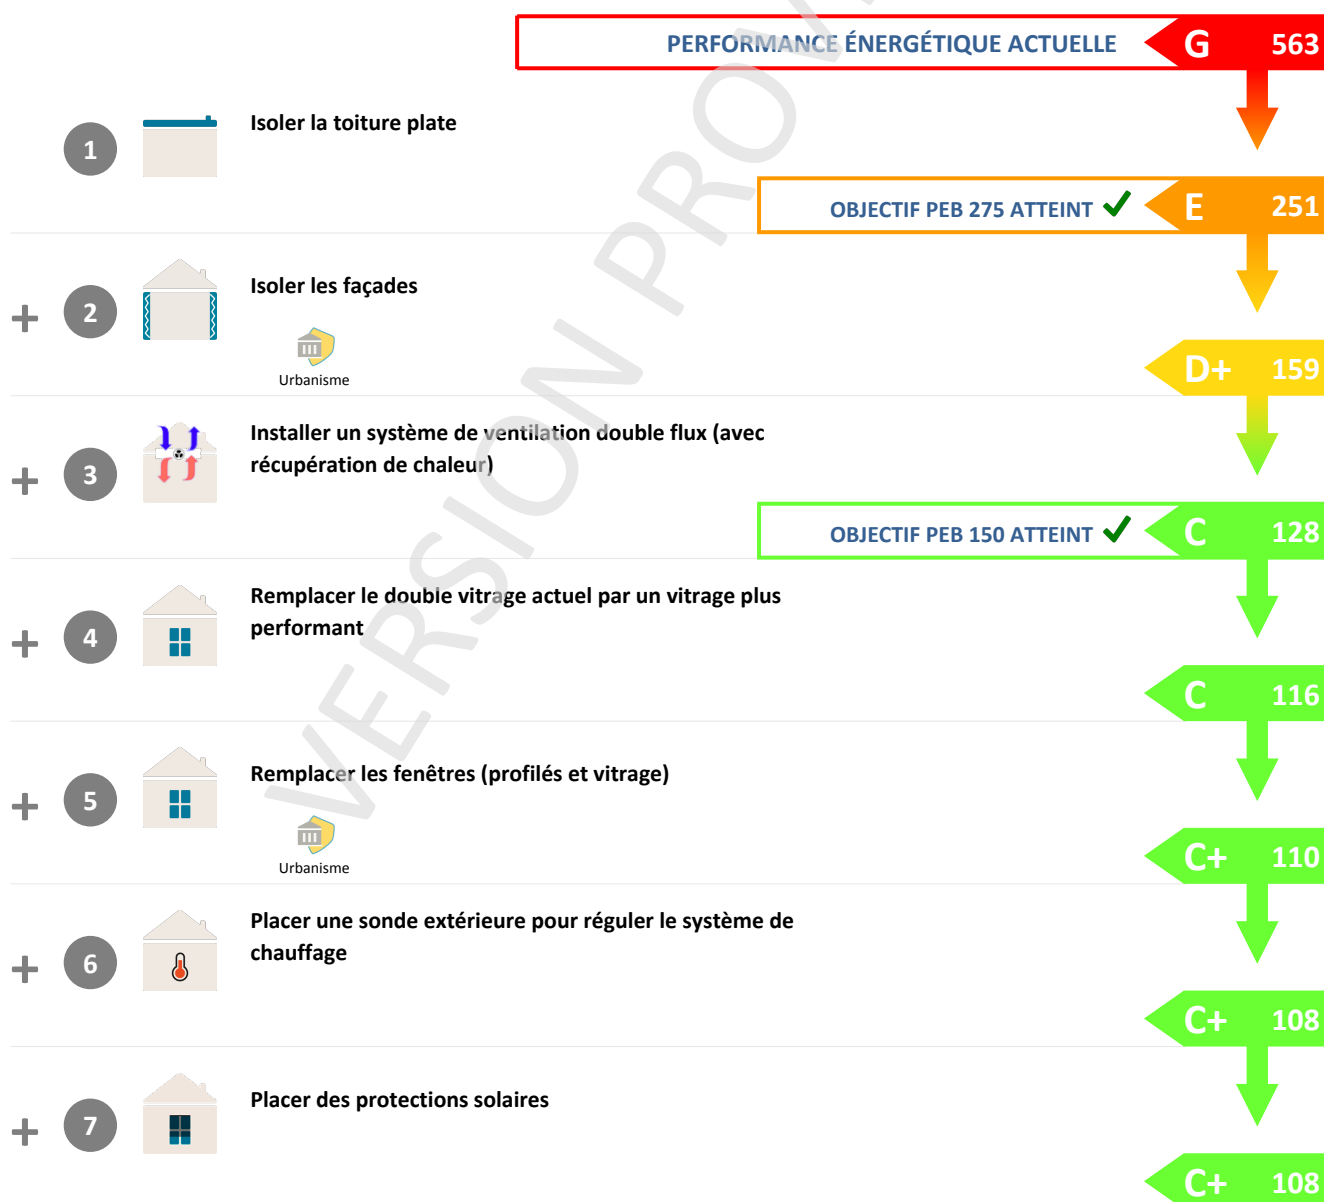 PERFORMANCE ÉNERGÉTIQUE ACTUELLE G 563
1 Isoler la toiture plate
OBJECTIF PEB 275 ATTEINT E 251
+ 2 Isoler les façades
Urbanisme
D+ 159
+ 3 Installer un système de ventilation double flux (avec
récupération de chaleur)
OBJECTIF PEB 150 ATTEINT C 128
+ 4 Remplacer le double vitrage actuel par un vitrage plus
performant
C 116
+ 5 Remplacer les fenêtres (profilés et vitrage)
Urbanisme
C+ 110
+ 6 Placer une sonde extérieure pour réguler le système de
chauffage
C+ 108
+ 7 Placer des protections solaires
C+ 108
VERSION PROV